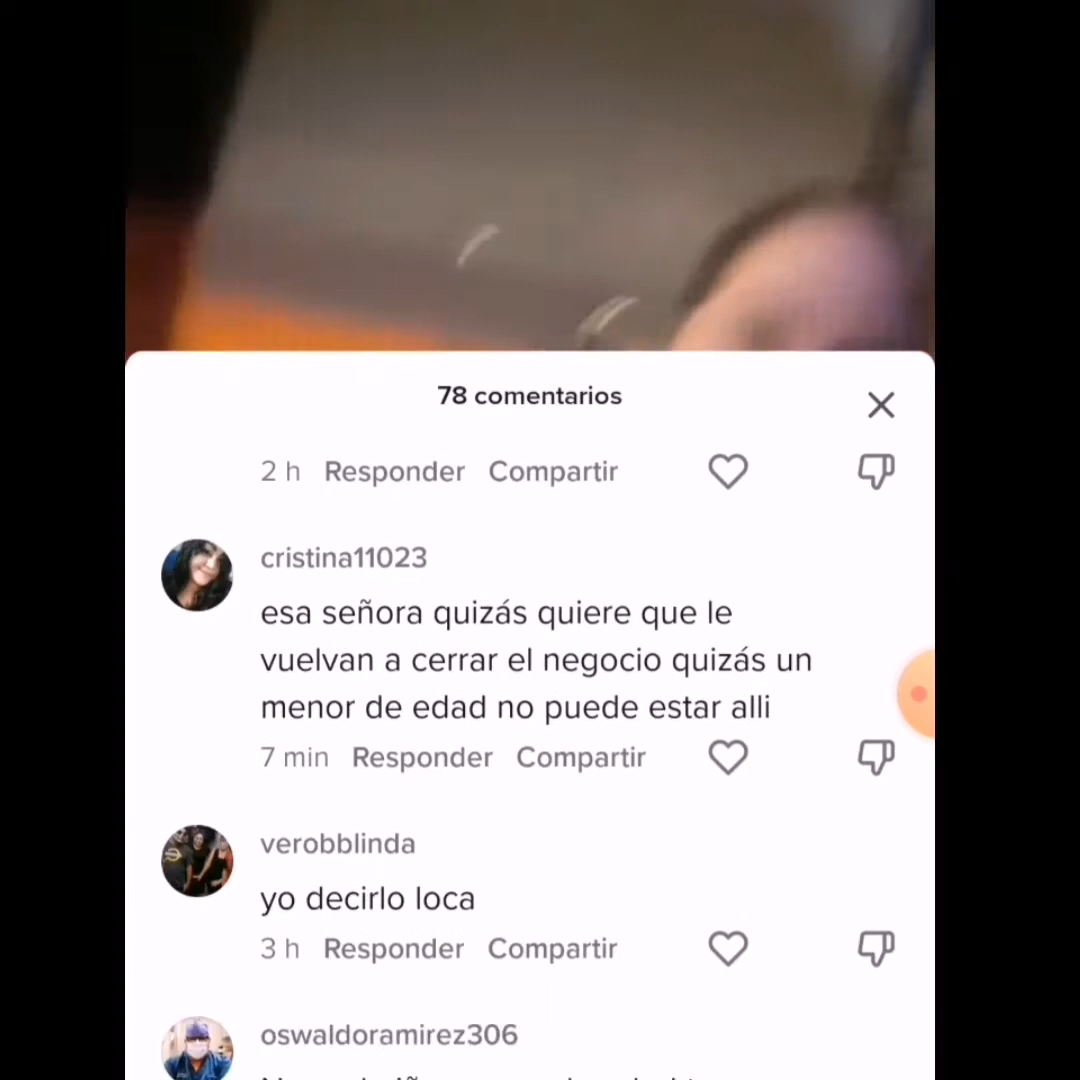 78 comentarios
2 h Responder Compartir
cristina11023
esa señora quizás quiere que le
vuelvan a cerrar el negocio quizás un
menor de edad no puede estar alli
7 min Responder Compartir
verobblinda
yo decirlo loca
3 h Responder Compartir
oswaldoramirez306